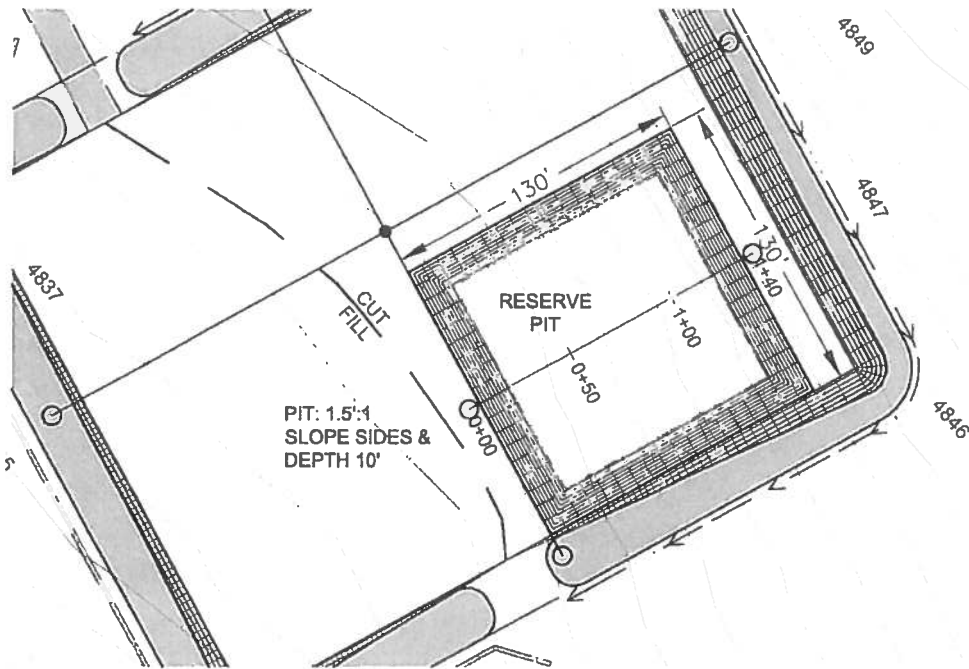 4849
130'
4847
130'
1+40
4837
CUT
FILL
RESERVE
PIT
1+00
0+50
0+00
PIT: 1.5':1
SLOPE SIDES &
DEPTH 10'
4846